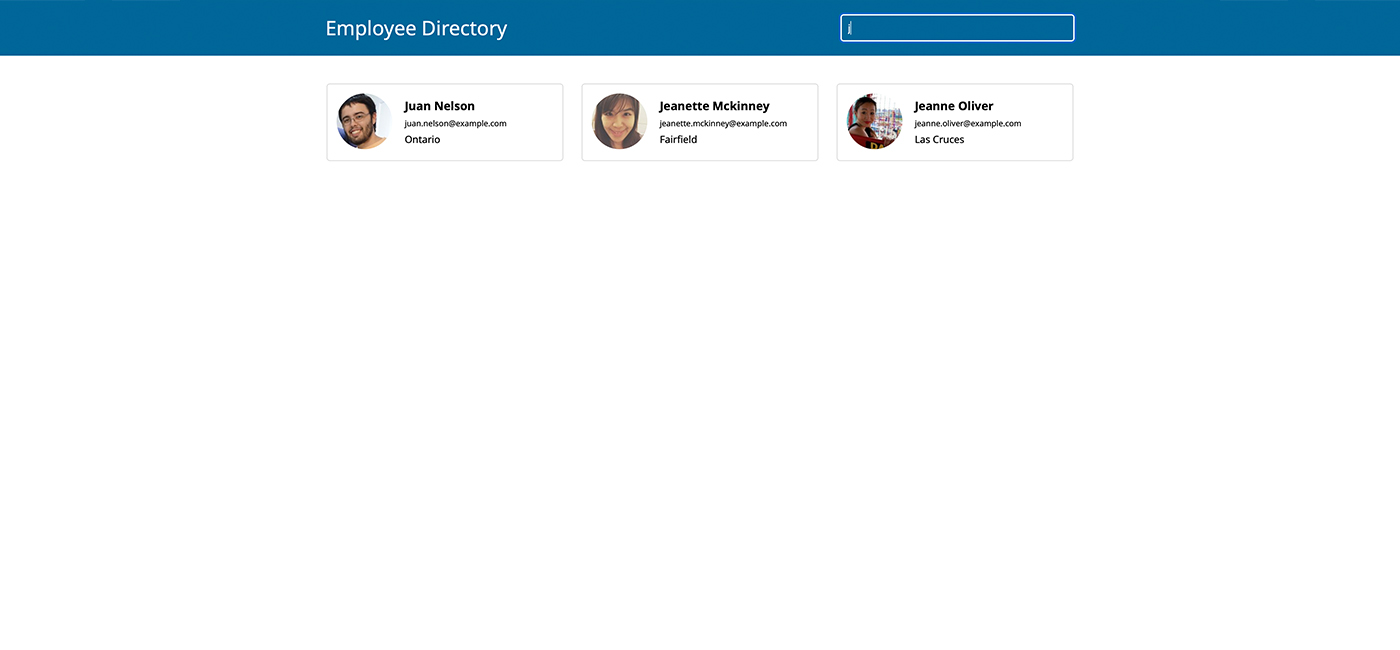 Employee Directory
j
Juan Nelson
juan.nelson@example.com
Ontario
Jeanette Mckinney
jeanette.mckinney@example.com
Fairfield
Jeanne Oliver
jeanne.oliver@example.com
Las Cruces